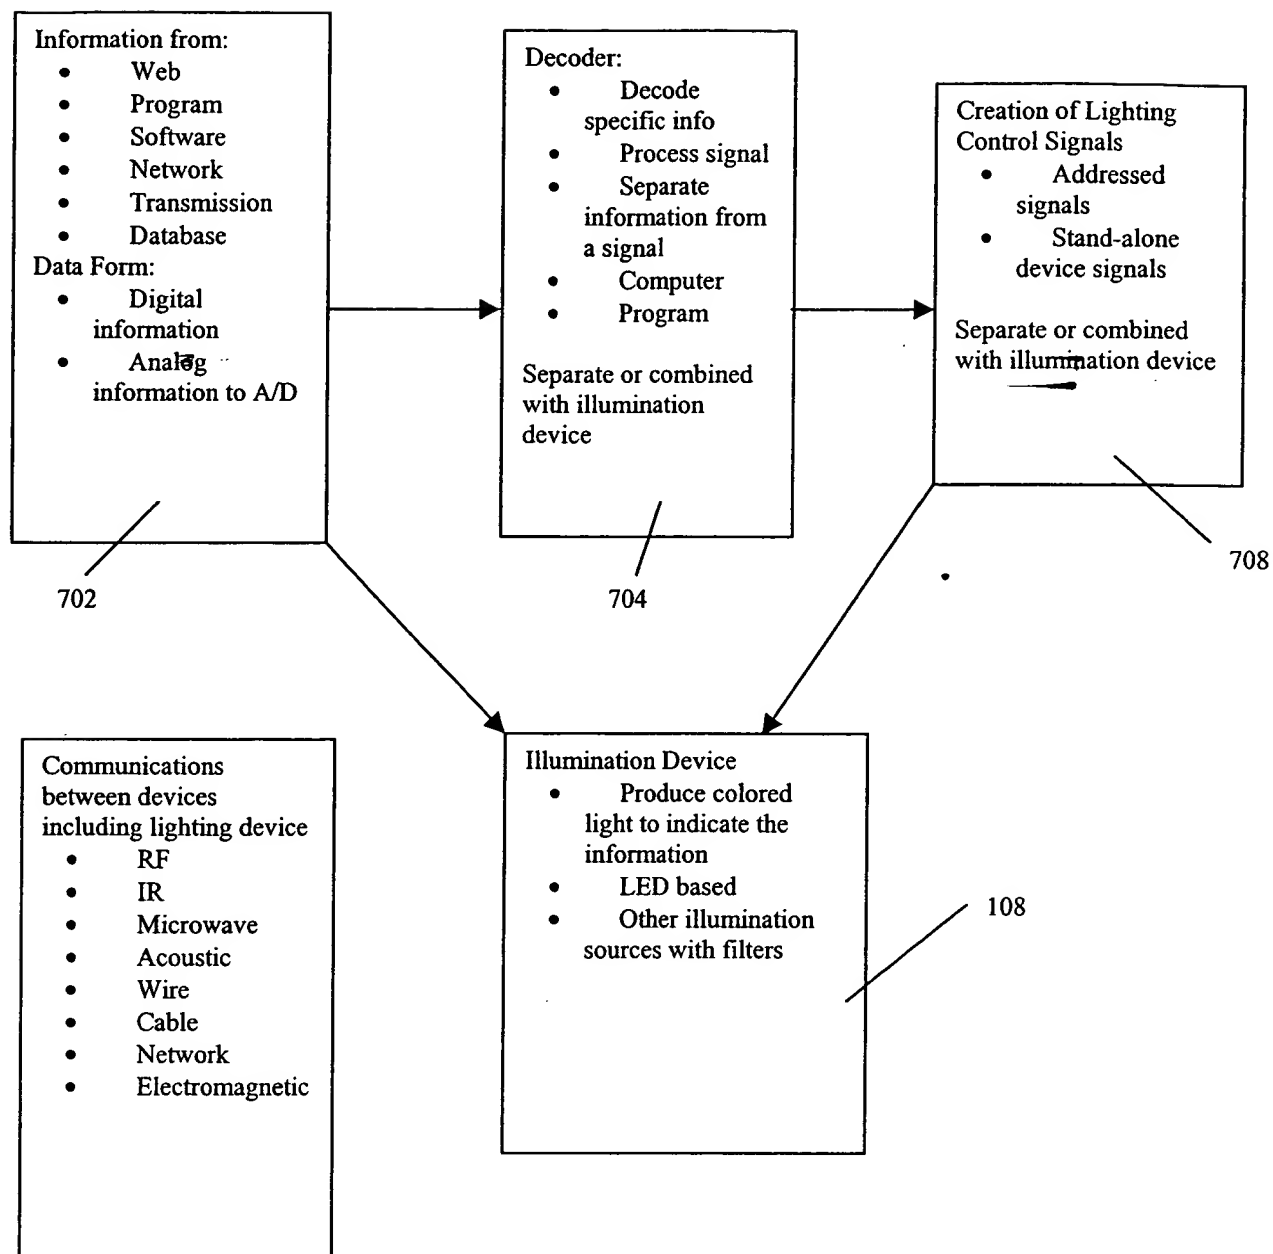 Information from:
• Web
• Program
• Software
• Network
• Transmission
• Database
Data Form:
• Digital
information
• Analog
information to A/D
702
Decoder:
• Decode
specific info
• Process signal
• Separate
information from
a signal
• Computer
• Program
Separate or combined
with illumination
device
704
Creation of Lighting
Control Signals
• Addressed
signals
• Stand-alone
device signals
Separate or combined
with illumination device
708
Communications
between devices
including lighting device
• RF
• IR
• Microwave
• Acoustic
• Wire
• Cable
• Network
• Electromagnetic
Illumination Device
• Produce colored
light to indicate the
information
• LED based
• Other illumination
sources with filters
108